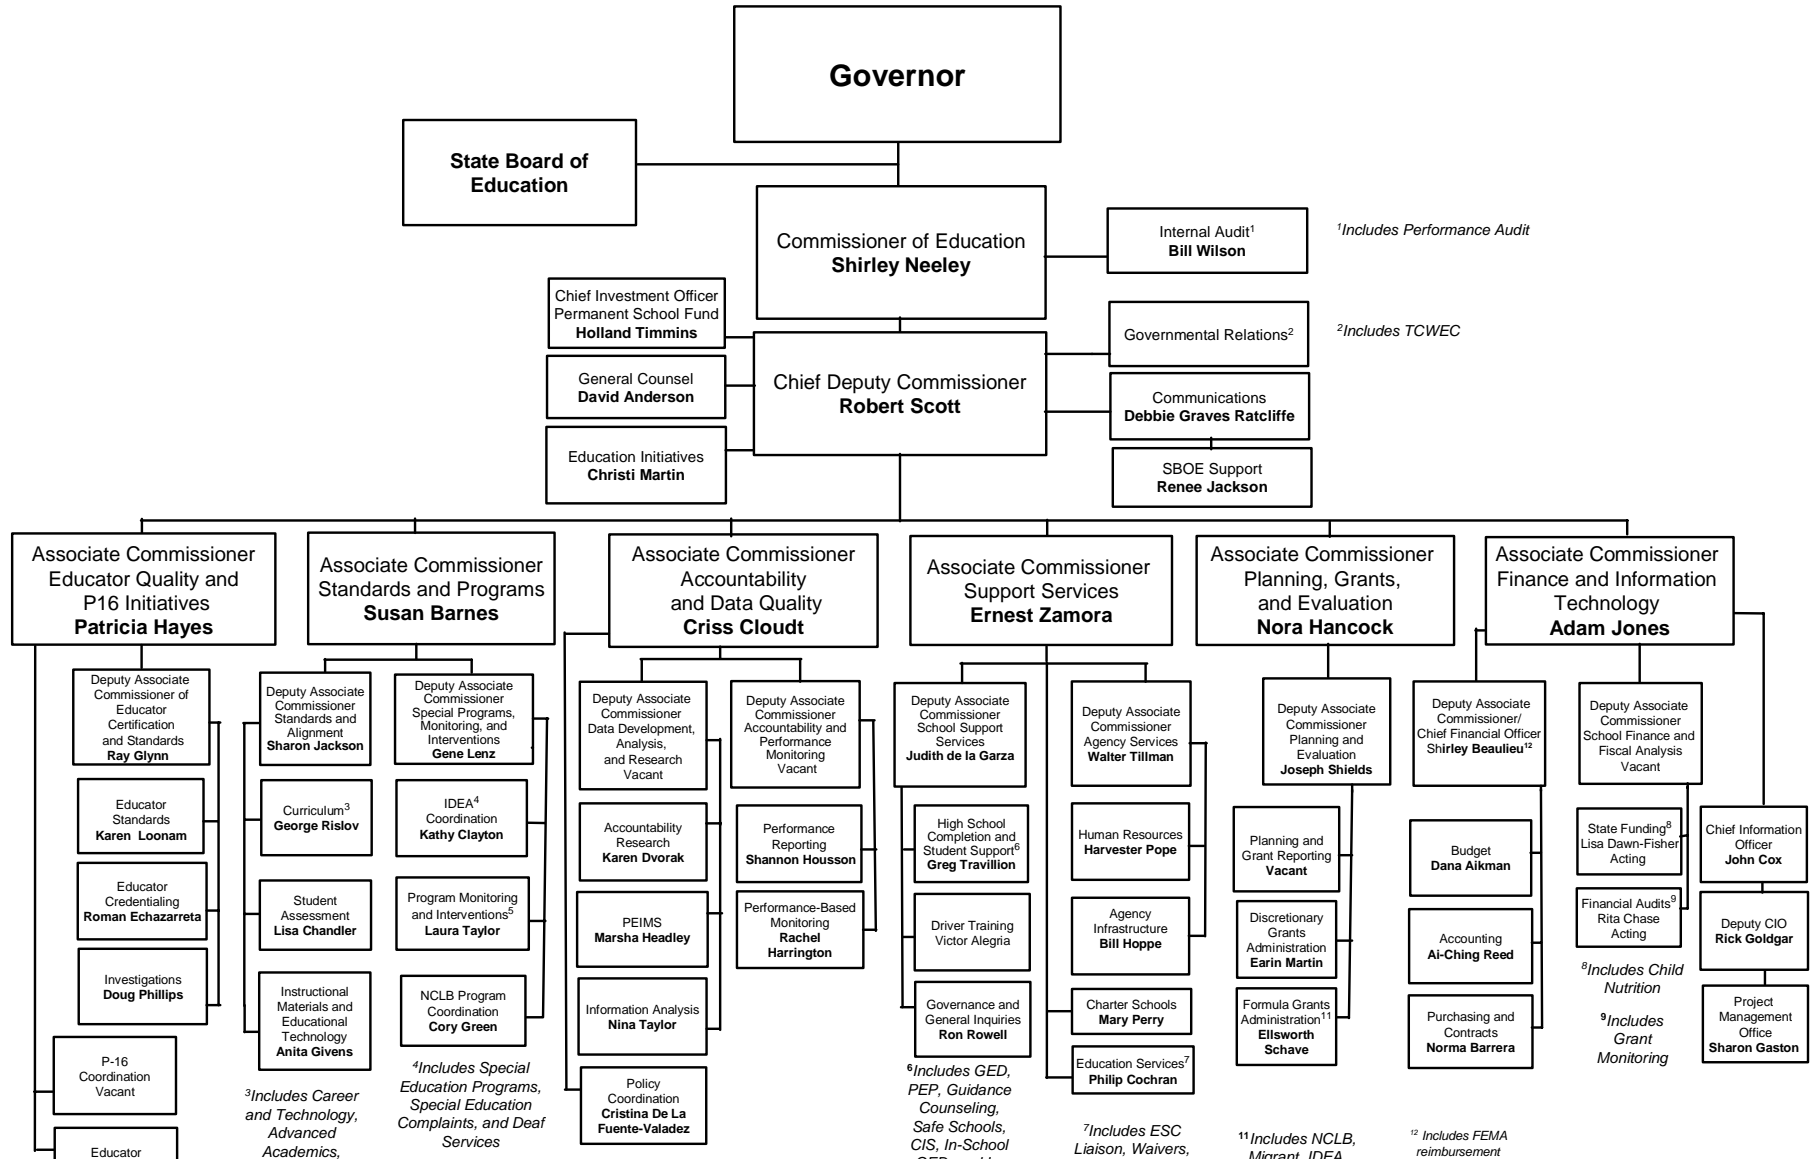 Governor
State Board of
Education
Commissioner of Education
Shirley Neeley
Internal Audit1
Bill Wilson
1Includes Performance Audit
Chief Investment Officer
Permanent School Fund
Holland Timmins
Governmental Relations2
2Includes TCWEC
General Counsel
David Anderson
Chief Deputy Commissioner
Robert Scott
Communications
Debbie Graves Ratcliffe
Education Initiatives
Christi Martin
SBOE Support
Renee Jackson
Associate Commissioner
Educator Quality and
P16 Initiatives
Patricia Hayes
Associate Commissioner
Standards and Programs
Susan Barnes
Associate Commissioner
Accountability
and Data Quality
Criss Cloudt
Associate Commissioner
Support Services
Ernest Zamora
Associate Commissioner
Planning, Grants,
and Evaluation
Nora Hancock
Associate Commissioner
Finance and Information
Technology
Adam Jones
Deputy Associate
Commissioner of
Educator
Certification
and Standards
Ray Glynn
Deputy Associate
Commissioner
Standards and
Alignment
Sharon Jackson
Deputy Associate
Commissioner
Special Programs,
Monitoring, and
Interventions
Gene Lenz
Deputy Associate
Commissioner
Data Development,
Analysis,
and Research
Vacant
Deputy Associate
Commissioner
Accountability and
Performance
Monitoring
Vacant
Deputy Associate
Commissioner
School Support
Services
Judith de la Garza
Deputy Associate
Commissioner
Agency Services
Walter Tillman
Deputy Associate
Commissioner
Planning and
Evaluation
Joseph Shields
Deputy Associate
Commissioner/
Chief Financial Officer
Shirley Beaulieu12
Deputy Associate
Commissioner
School Finance and
Fiscal Analysis
Vacant
Educator
Standards
Karen Loonam
Curriculum3
George Rislov
IDEA4
Coordination
Kathy Clayton
Accountability
Research
Karen Dvorak
Performance
Reporting
Shannon Housson
High School
Completion and
Student Support6
Greg Travillion
Human Resources
Harvester Pope
Planning and
Grant Reporting
Vacant
Budget
Dana Aikman
State Funding8
Lisa Dawn-Fisher
Acting
Chief Information
Officer
John Cox
Educator
Credentialing
Roman Echazarreta
Student
Assessment
Lisa Chandler
Program Monitoring
and Interventions5
Laura Taylor
PEIMS
Marsha Headley
Performance-Based
Monitoring
Rachel
Harrington
Driver Training
Victor Alegria
Agency
Infrastructure
Bill Hoppe
Discretionary
Grants
Administration
Earin Martin
Accounting
Ai-Ching Reed
Financial Audits9
Rita Chase
Acting
Deputy CIO
Rick Goldgar
Investigations
Doug Phillips
Instructional
Materials and
Educational
Technology
Anita Givens
NCLB Program
Coordination
Cory Green
Information Analysis
Nina Taylor
Governance and
General Inquiries
Ron Rowell
Charter Schools
Mary Perry
Formula Grants
Administration11
Ellsworth
Schave
Purchasing and
Contracts
Norma Barrera
8Includes Child
Nutrition
9Includes
Grant
Monitoring
Project
Management
Office
Sharon Gaston
P-16
Coordination
Vacant
3Includes Career
and Technology,
Advanced
Academics,
4Includes Special
Education Programs,
Special Education
Complaints, and Deaf
Services
Policy
Coordination
Cristina De La
Fuente-Valadez
6Includes GED,
PEP, Guidance
Counseling,
Safe Schools,
CIS, In-School
Education Services7
Philip Cochran
7Includes ESC
Liaison, Waivers,
11Includes NCLB,
Migrant, IDEA
12 Includes FEMA
reimbursement
Educator